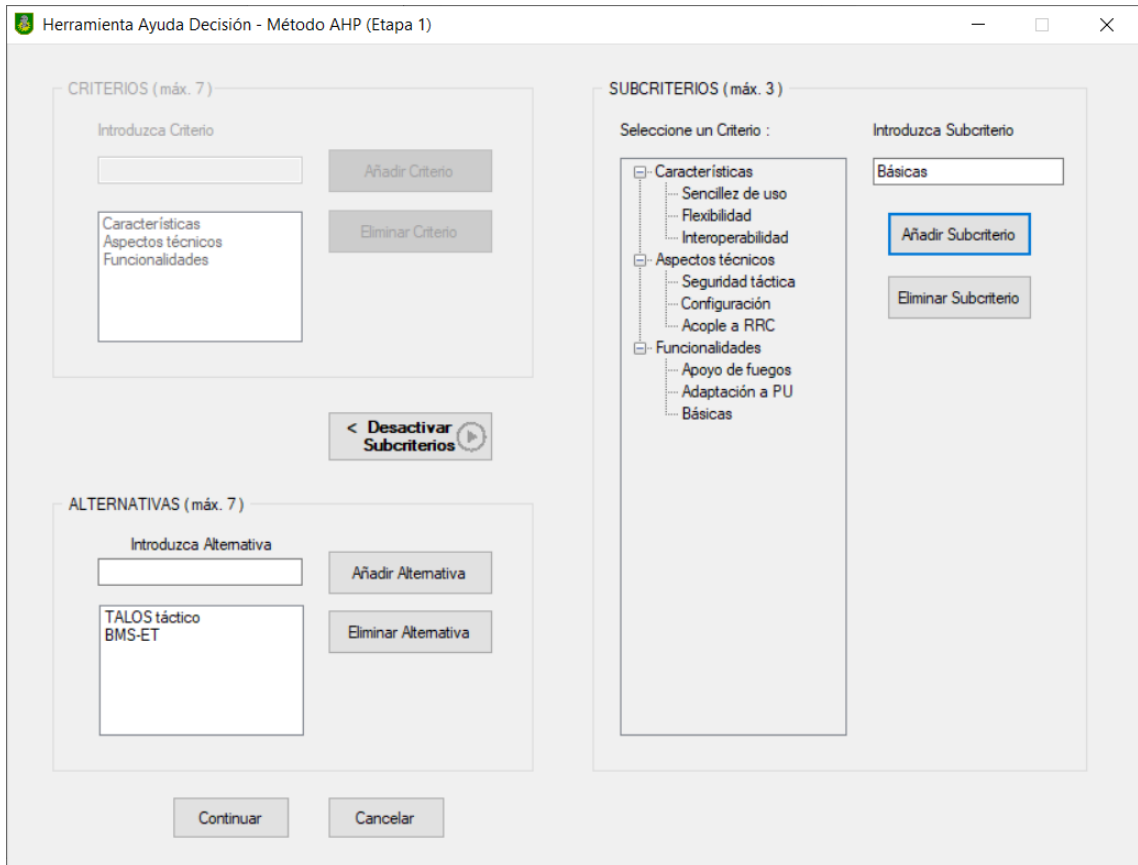 Herramienta Ayuda Decisión - Método AHP (Etapa 1)
CRITERIOS ( máx. 7 )
Introduzca Criterio
Añadir Criterio
Características
Aspectos técnicos
Funcionalidades
Eliminar Criterio
< Desactivar
Subcriterios
ALTERNATIVAS ( máx. 7 )
Introduzca Alternativa
Añadir Alternativa
TALOS táctico
BMS-ET
Eliminar Alternativa
SUBCRITERIOS ( máx. 3 )
Seleccione un Criterio :
Características
Sencillez de uso
Flexibilidad
Interoperabilidad
Aspectos técnicos
Seguridad táctica
Configuración
Acople a RRC
Funcionalidades
Apoyo de fuegos
Adaptación a PU
Básicas
Introduzca Subcriterio
Básicas
Añadir Subcriterio
Eliminar Subcriterio
Continuar
Cancelar